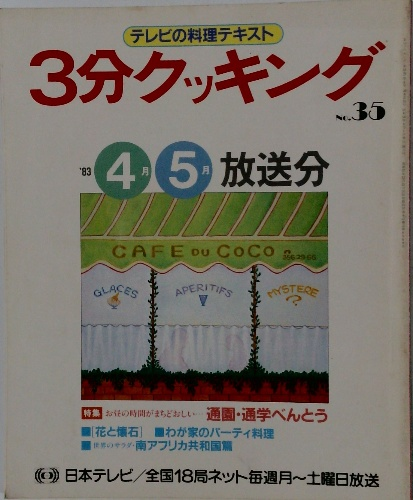 テレビの料理テキスト
3分クッキング
No.35
'83 4月 5月 放送分
CAFE OU COCO
GLACES
APERITIFS
MYSTERE
?
特集 お昼の時間がまちどおしい… 通園・通学べんとう
■[花と懐石] ■わが家のパーティ料理
■世界のサラダ・南アフリカ共和国篇
日本テレビ/全国18局ネット毎週月～土曜日放送